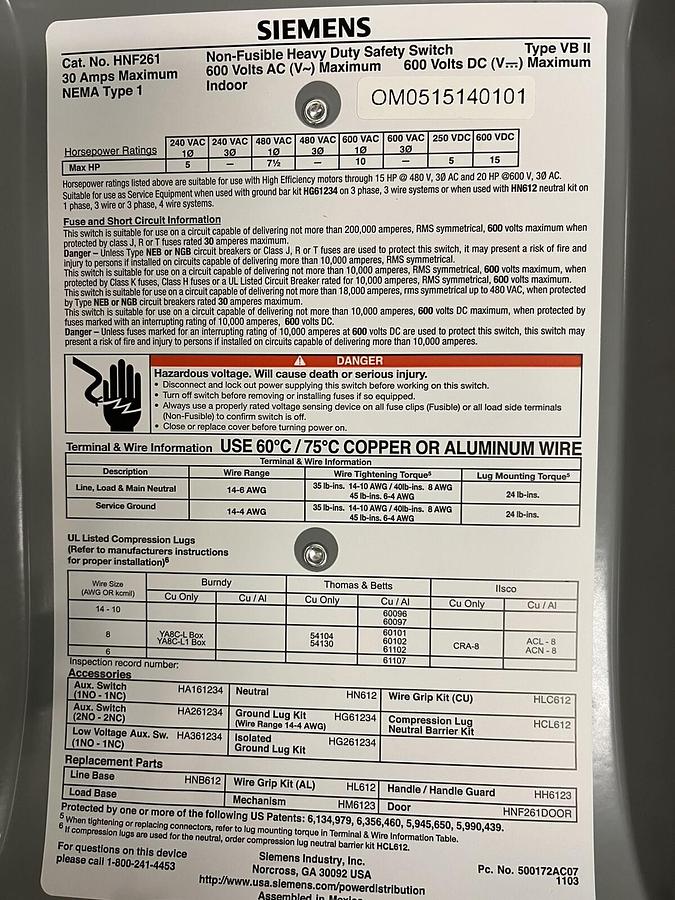 SIEMENS
Cat. No. HNF261
30 Amps Maximum
NEMA Type 1
Non-Fusible Heavy Duty Safety Switch
600 Volts AC (V~) Maximum
Indoor
Type VB II
600 Volts DC (V⎓) Maximum
OM0515140101
Horsepower Ratings 240 VAC 1Ø 240 VAC 3Ø 480 VAC 1Ø 480 VAC 3Ø 600 VAC 1Ø 600 VAC 3Ø 250 VDC 600 VDC
Max HP 5 – 7½ – 10 – 5 15
Horsepower ratings listed above are suitable for use with High Efficiency motors through 15 HP @ 480 V, 3Ø AC and 20 HP @600 V, 3Ø AC.
Suitable for use as Service Equipment when used with ground bar kit HG61234 on 3 phase, 3 wire systems or when used with HN612 neutral kit on
1 phase, 3 wire or 3 phase, 4 wire systems.
Fuse and Short Circuit Information
This switch is suitable for use on a circuit capable of delivering not more than 200,000 amperes, RMS symmetrical, 600 volts maximum when
protected by class J, R or T fuses rated 30 amperes maximum.
Danger – Unless Type NEB or NGB circuit breakers or Class J, R or T fuses are used to protect this switch, it may present a risk of fire and
injury to persons if installed on circuits capable of delivering more than 10,000 amperes, RMS symmetrical.
This switch is suitable for use on a circuit capable of delivering not more than 10,000 amperes, RMS symmetrical, 600 volts maximum, when
protected by Class K fuses, Class H fuses or a UL Listed Circuit Breaker rated for 10,000 amperes, RMS symmetrical, 600 volts maximum.
This switch is suitable for use on a circuit capable of delivering not more than 18,000 amperes, rms symmetrical up to 480 VAC, when protected
by Type NEB or NGB circuit breakers rated 30 amperes maximum.
This switch is suitable for use on a circuit capable of delivering not more than 10,000 amperes, 600 volts DC maximum, when protected by
fuses marked with an interrupting rating of 10,000 amperes, 600 volts DC.
Danger – Unless fuses marked for an interrupting rating of 10,000 amperes at 600 volts DC are used to protect this switch, this switch may
present a risk of fire and injury to persons if installed on circuits capable of delivering more than 10,000 amperes.
DANGER
Hazardous voltage. Will cause death or serious injury.
• Disconnect and lock out power supplying this switch before working on this switch.
• Turn off switch before removing or installing fuses if so equipped.
• Always use a properly rated voltage sensing device on all fuse clips (Fusible) or all load side terminals
(Non-Fusible) to confirm switch is off.
• Close or replace cover before turning power on.
Terminal & Wire Information USE 60°C / 75°C COPPER OR ALUMINUM WIRE
Terminal & Wire Information
Description Wire Range Wire Tightening Torque⁵ Lug Mounting Torque⁵
Line, Load & Main Neutral 14-6 AWG 35 lb-ins. 14-10 AWG / 40lb-ins. 8 AWG
45 lb-ins. 6-4 AWG 24 lb-ins.
Service Ground 14-4 AWG 35 lb-ins. 14-10 AWG / 40lb-ins. 8 AWG
45 lb-ins. 6-4 AWG 24 lb-ins.
UL Listed Compression Lugs
(Refer to manufacturers instructions
for proper installation)⁶
Wire Size
(AWG OR kcmil) Burndy Thomas & Betts Ilsco
Cu Only Cu / Al Cu Only Cu / Al Cu Only Cu / Al
14 - 10 60096
60097
8 YA8C-L Box
YA8C-L1 Box 54104
54130 60101
60102
61102 CRA-8 ACL - 8
ACN - 8
6 61107
Inspection record number:
Accessories
Aux. Switch
(1NO - 1NC) HA161234
Neutral HN612
Wire Grip Kit (CU) HLC612
Aux. Switch
(2NO - 2NC) HA261234
Ground Lug Kit
(Wire Range 14-4 AWG) HG61234
Compression Lug
Neutral Barrier Kit HCL612
Low Voltage Aux. Sw.
(1NO - 1NC) HA361234
Isolated
Ground Lug Kit HG261234
Replacement Parts
Line Base HNB612
Wire Grip Kit (AL) HL612
Handle / Handle Guard HH6123
Load Base
Mechanism HM6123
Door HNF261DOOR
Protected by one or more of the following US Patents: 6,134,979, 6,356,460, 5,945,650, 5,990,439.
⁵ When tightening or replacing connectors, refer to lug mounting torque in Terminal & Wire Information Table.
⁶ If compression lugs are used for the neutral, order compression lug neutral barrier kit HCL612.
For questions on this device
please call 1-800-241-4453
Siemens Industry, Inc.
Norcross, GA 30092 USA
http://www.usa.siemens.com/powerdistribution
Assembled in Mexico
Pc. No. 500172AC07
1103